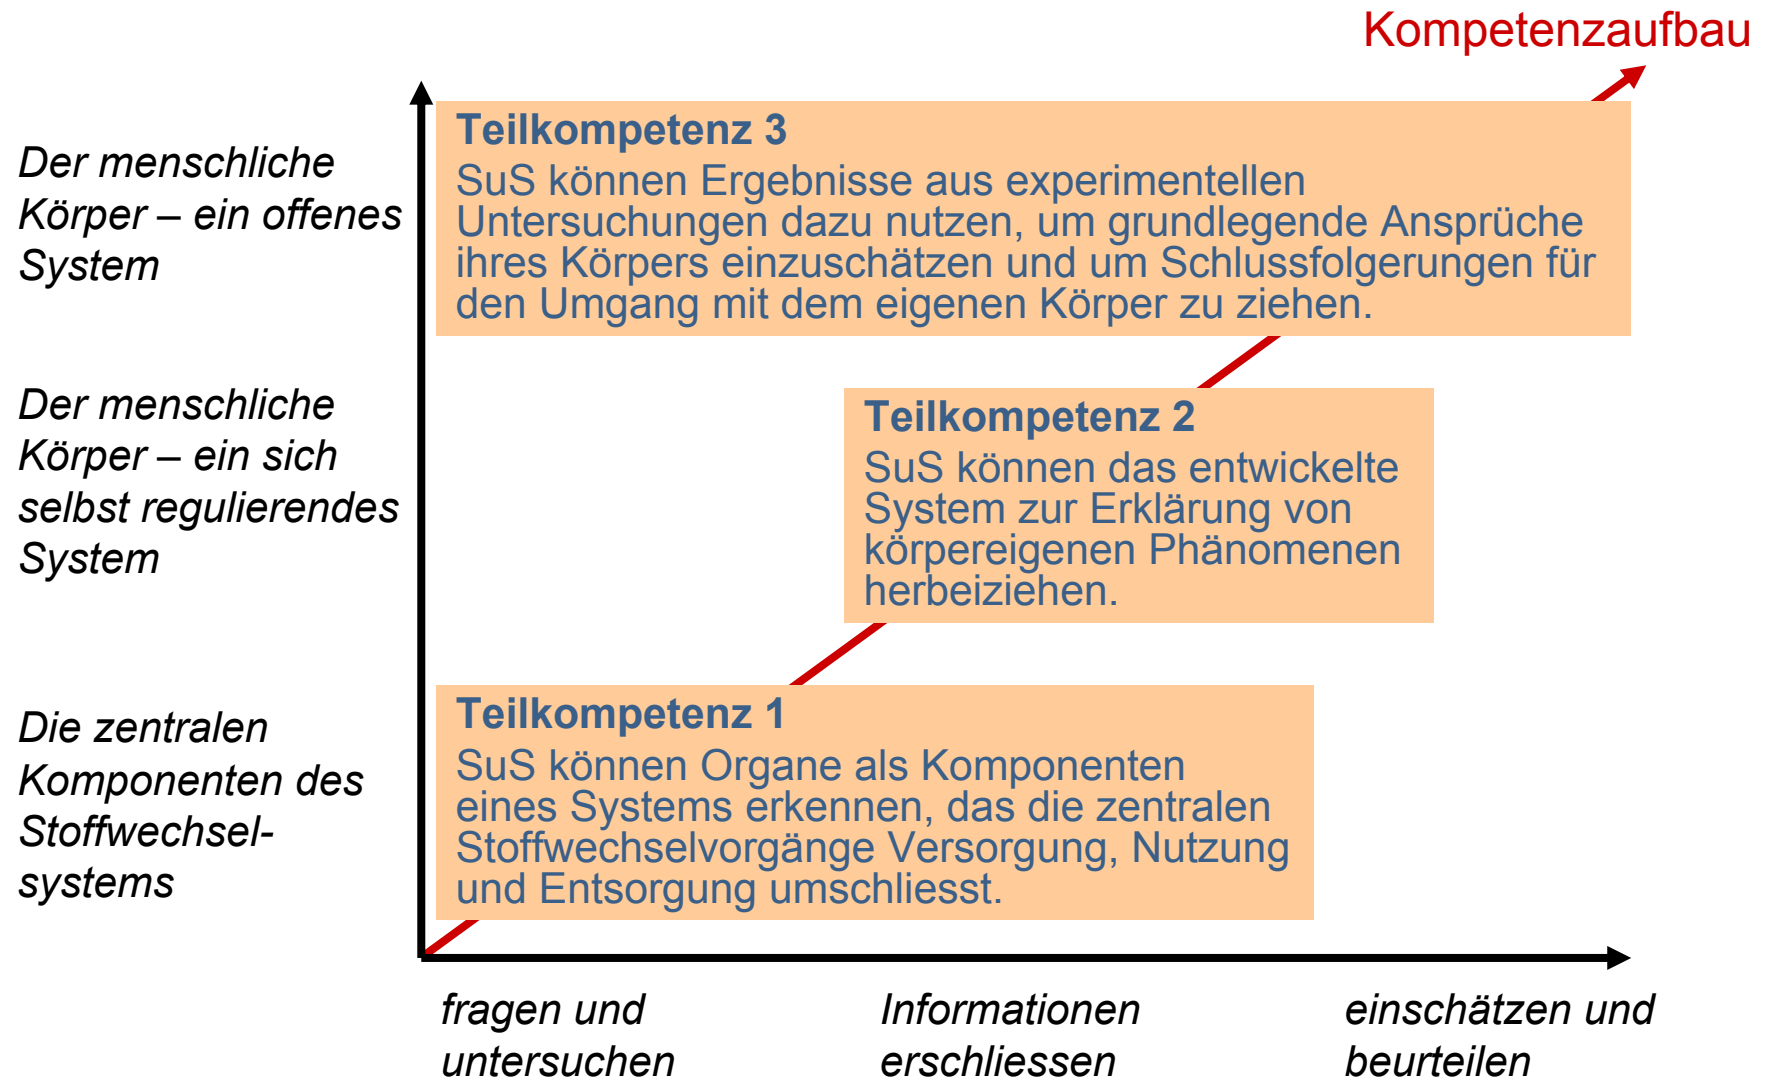 Kompetenzaufbau
Der menschliche
Körper – ein offenes
System
Teilkompetenz 3
SuS können Ergebnisse aus experimentellen
Untersuchungen dazu nutzen, um grundlegende Ansprüche
ihres Körpers einzuschätzen und um Schlussfolgerungen für
den Umgang mit dem eigenen Körper zu ziehen.
Der menschliche
Körper – ein sich
selbst regulierendes
System
Teilkompetenz 2
SuS können das entwickelte
System zur Erklärung von
körpereigenen Phänomenen
herbeiziehen.
Die zentralen
Komponenten des
Stoffwechsel-
systems
Teilkompetenz 1
SuS können Organe als Komponenten
eines Systems erkennen, das die zentralen
Stoffwechselvorgänge Versorgung, Nutzung
und Entsorgung umschliesst.
fragen und
untersuchen
Informationen
erschliessen
einschätzen und
beurteilen